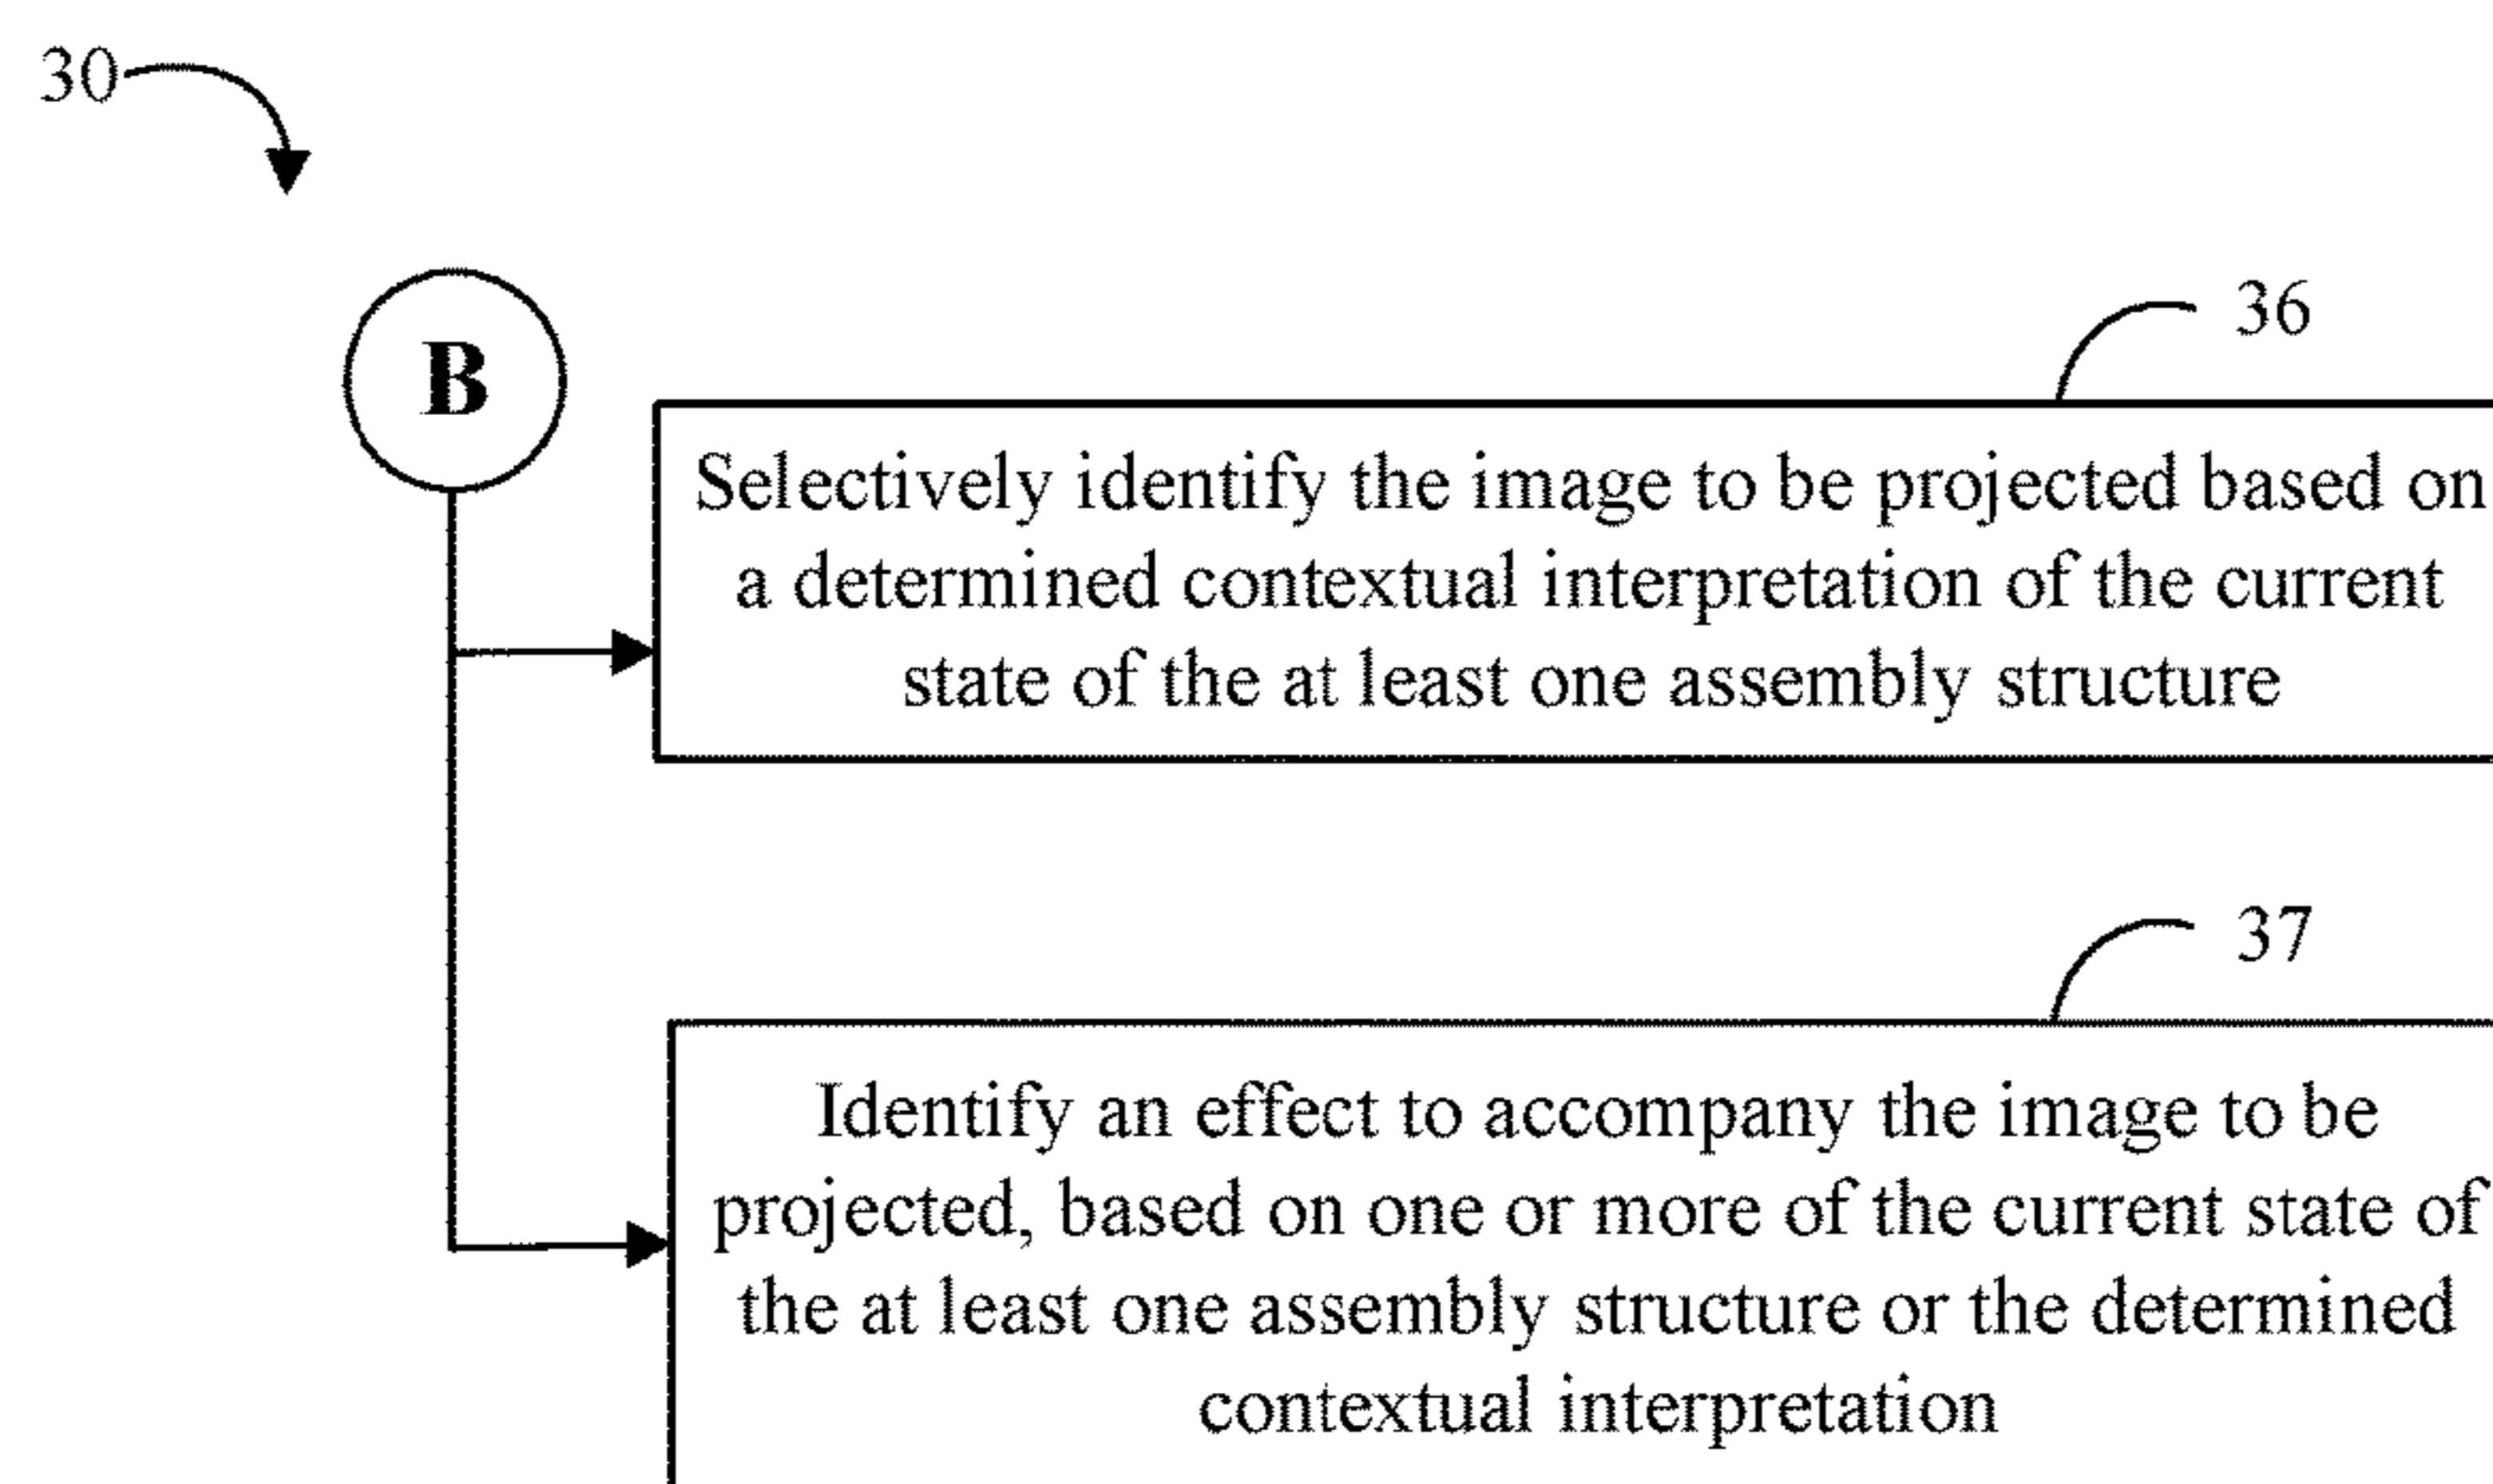 30
B
36
Selectively identify the image to be projected based on
a determined contextual interpretation of the current
state of the at least one assembly structure
37
Identify an effect to accompany the image to be
projected, based on one or more of the current state of
the at least one assembly structure or the determined
contextual interpretation